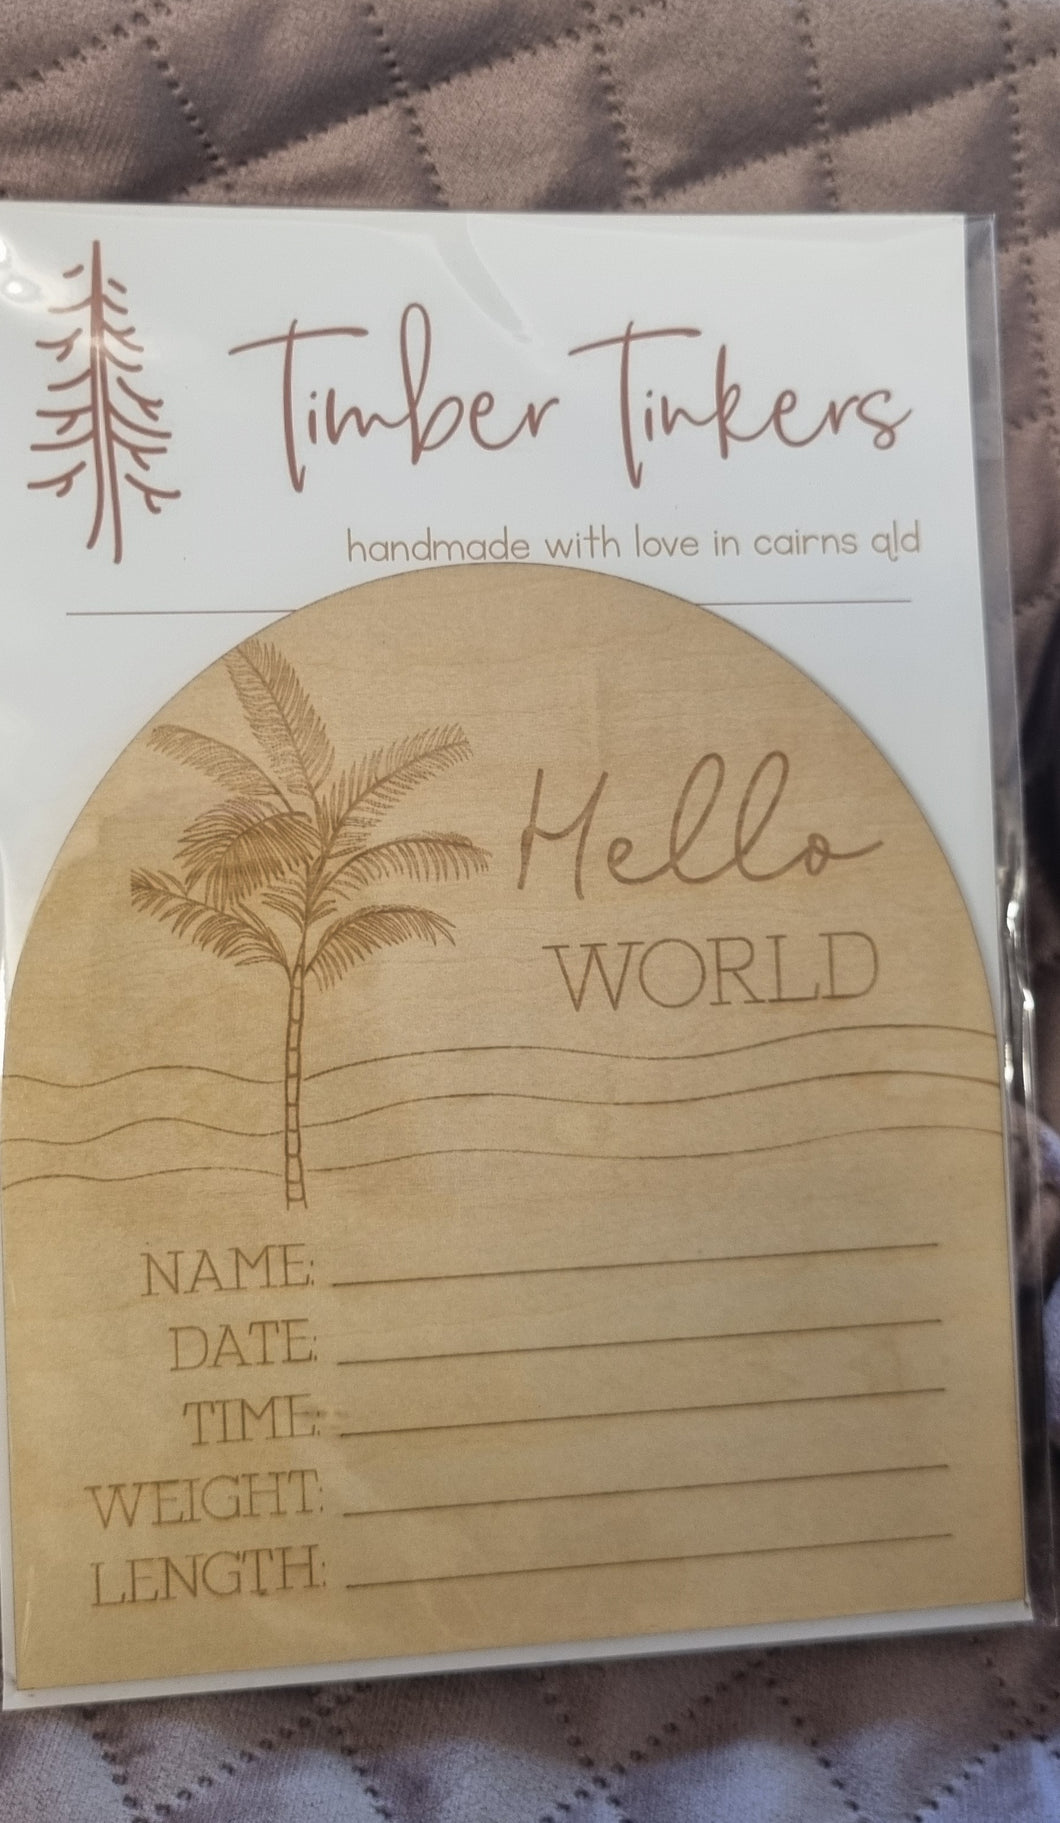 Timber Tinkers
handmade with love in cairns qld
Hello
WORLD
NAME:
DATE:
TIME:
WEIGHT:
LENGTH: